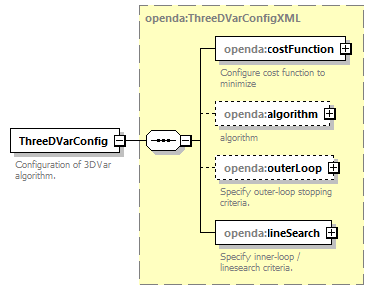 openda:ThreeDVarConfigXML
openda:costFunction
Configure cost function to
minimize
openda:algorithm
algorithm
ThreeDVarConfig
Configuration of 3DVar
algorithm.
openda:outerLoop
Specify outer-loop stopping
criteria.
openda:lineSearch
Specify inner-loop /
linesearch criteria.